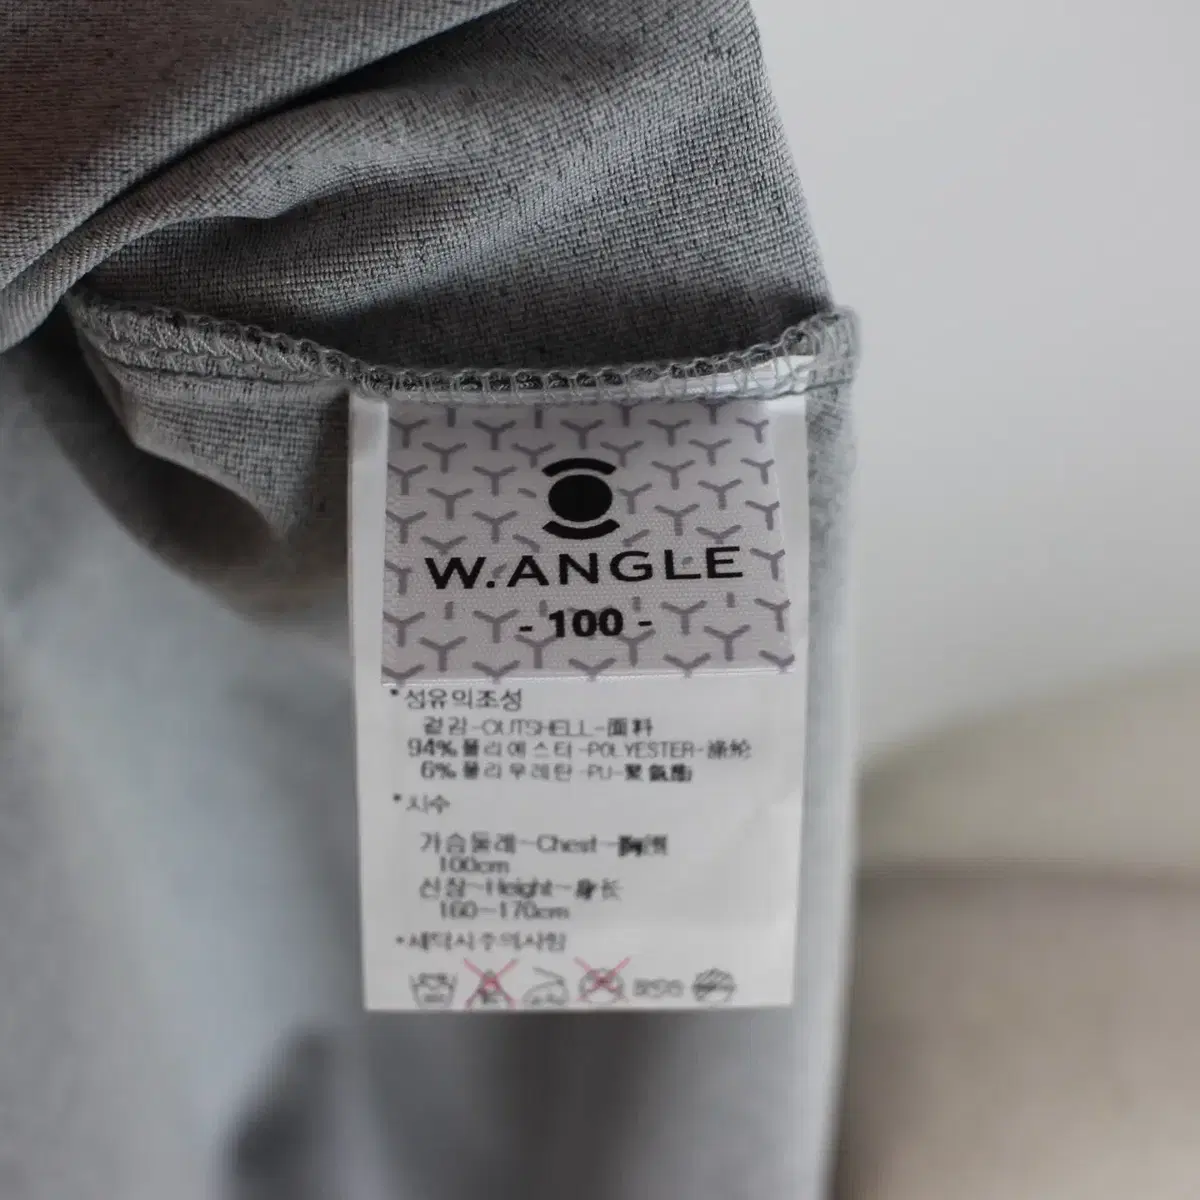 W.ANGLE
- 100 -
*섬유의조성
겉감-OUTSHELL-面料
94%폴리에스터-POLYESTER-涤纶
6%폴리우레탄-PU-聚氨酯
*치수
가슴둘레-Chest-胸围
100cm
신장-Height-身长
160~170cm
*세탁시주의사항